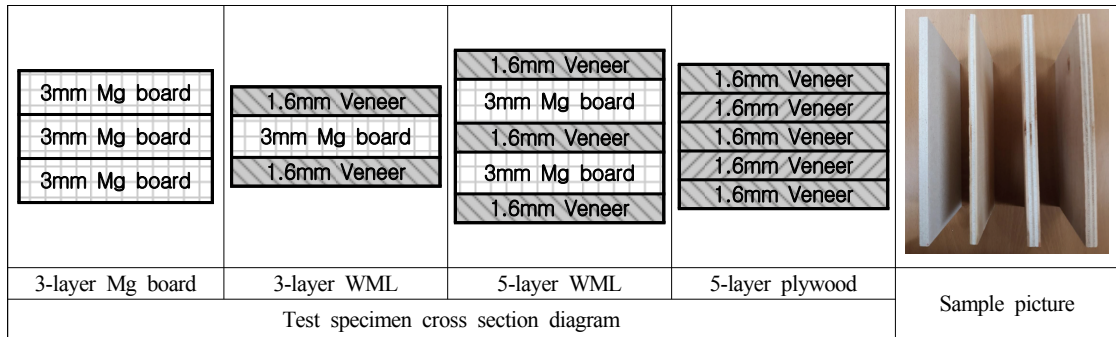 3mm Mg board
3mm Mg board
3mm Mg board
1.6mm Veneer
3mm Mg board
1.6mm Veneer
1.6mm Veneer
3mm Mg board
1.6mm Veneer
3mm Mg board
1.6mm Veneer
1.6mm Veneer
1.6mm Veneer
1.6mm Veneer
1.6mm Veneer
1.6mm Veneer
3-layer Mg board
3-layer WML
5-layer WML
5-layer plywood
Sample picture
Test specimen cross section diagram